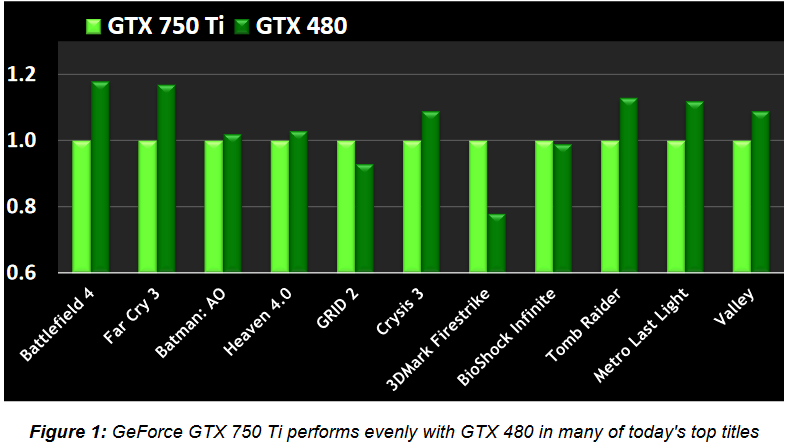 GTX 750 Ti GTX 480
1.2
1.0
0.8
0.6
Battlefield 4
Far Cry 3
Batman: AO
Heaven 4.0
GRID 2
Crysis 3
3DMark Firestrike
BioShock Infinite
Tomb Raider
Metro Last Light
Valley
Figure 1: GeForce GTX 750 Ti performs evenly with GTX 480 in many of today's top titles